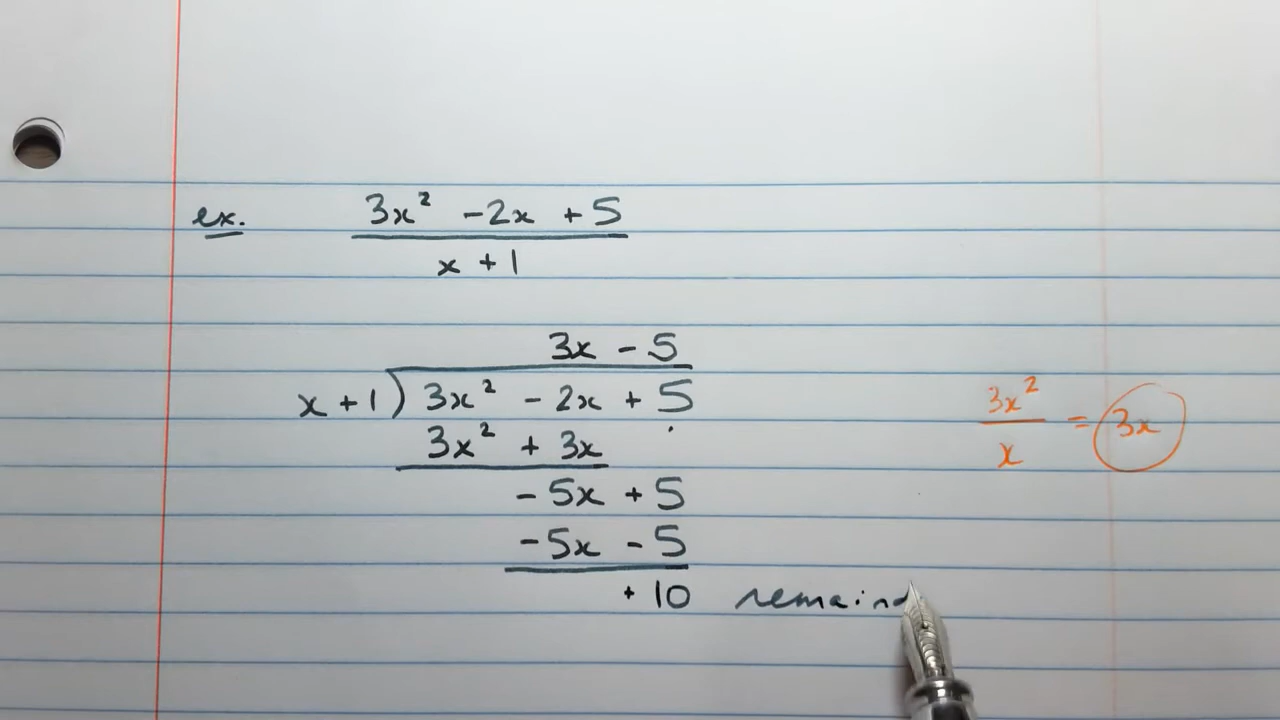 ex. 3x² - 2x + 5
x + 1
3x - 5
x + 1 ) 3x² - 2x + 5
3x² + 3x
- 5x + 5
- 5x - 5
+ 10 remaind
3x²
x
= 3x